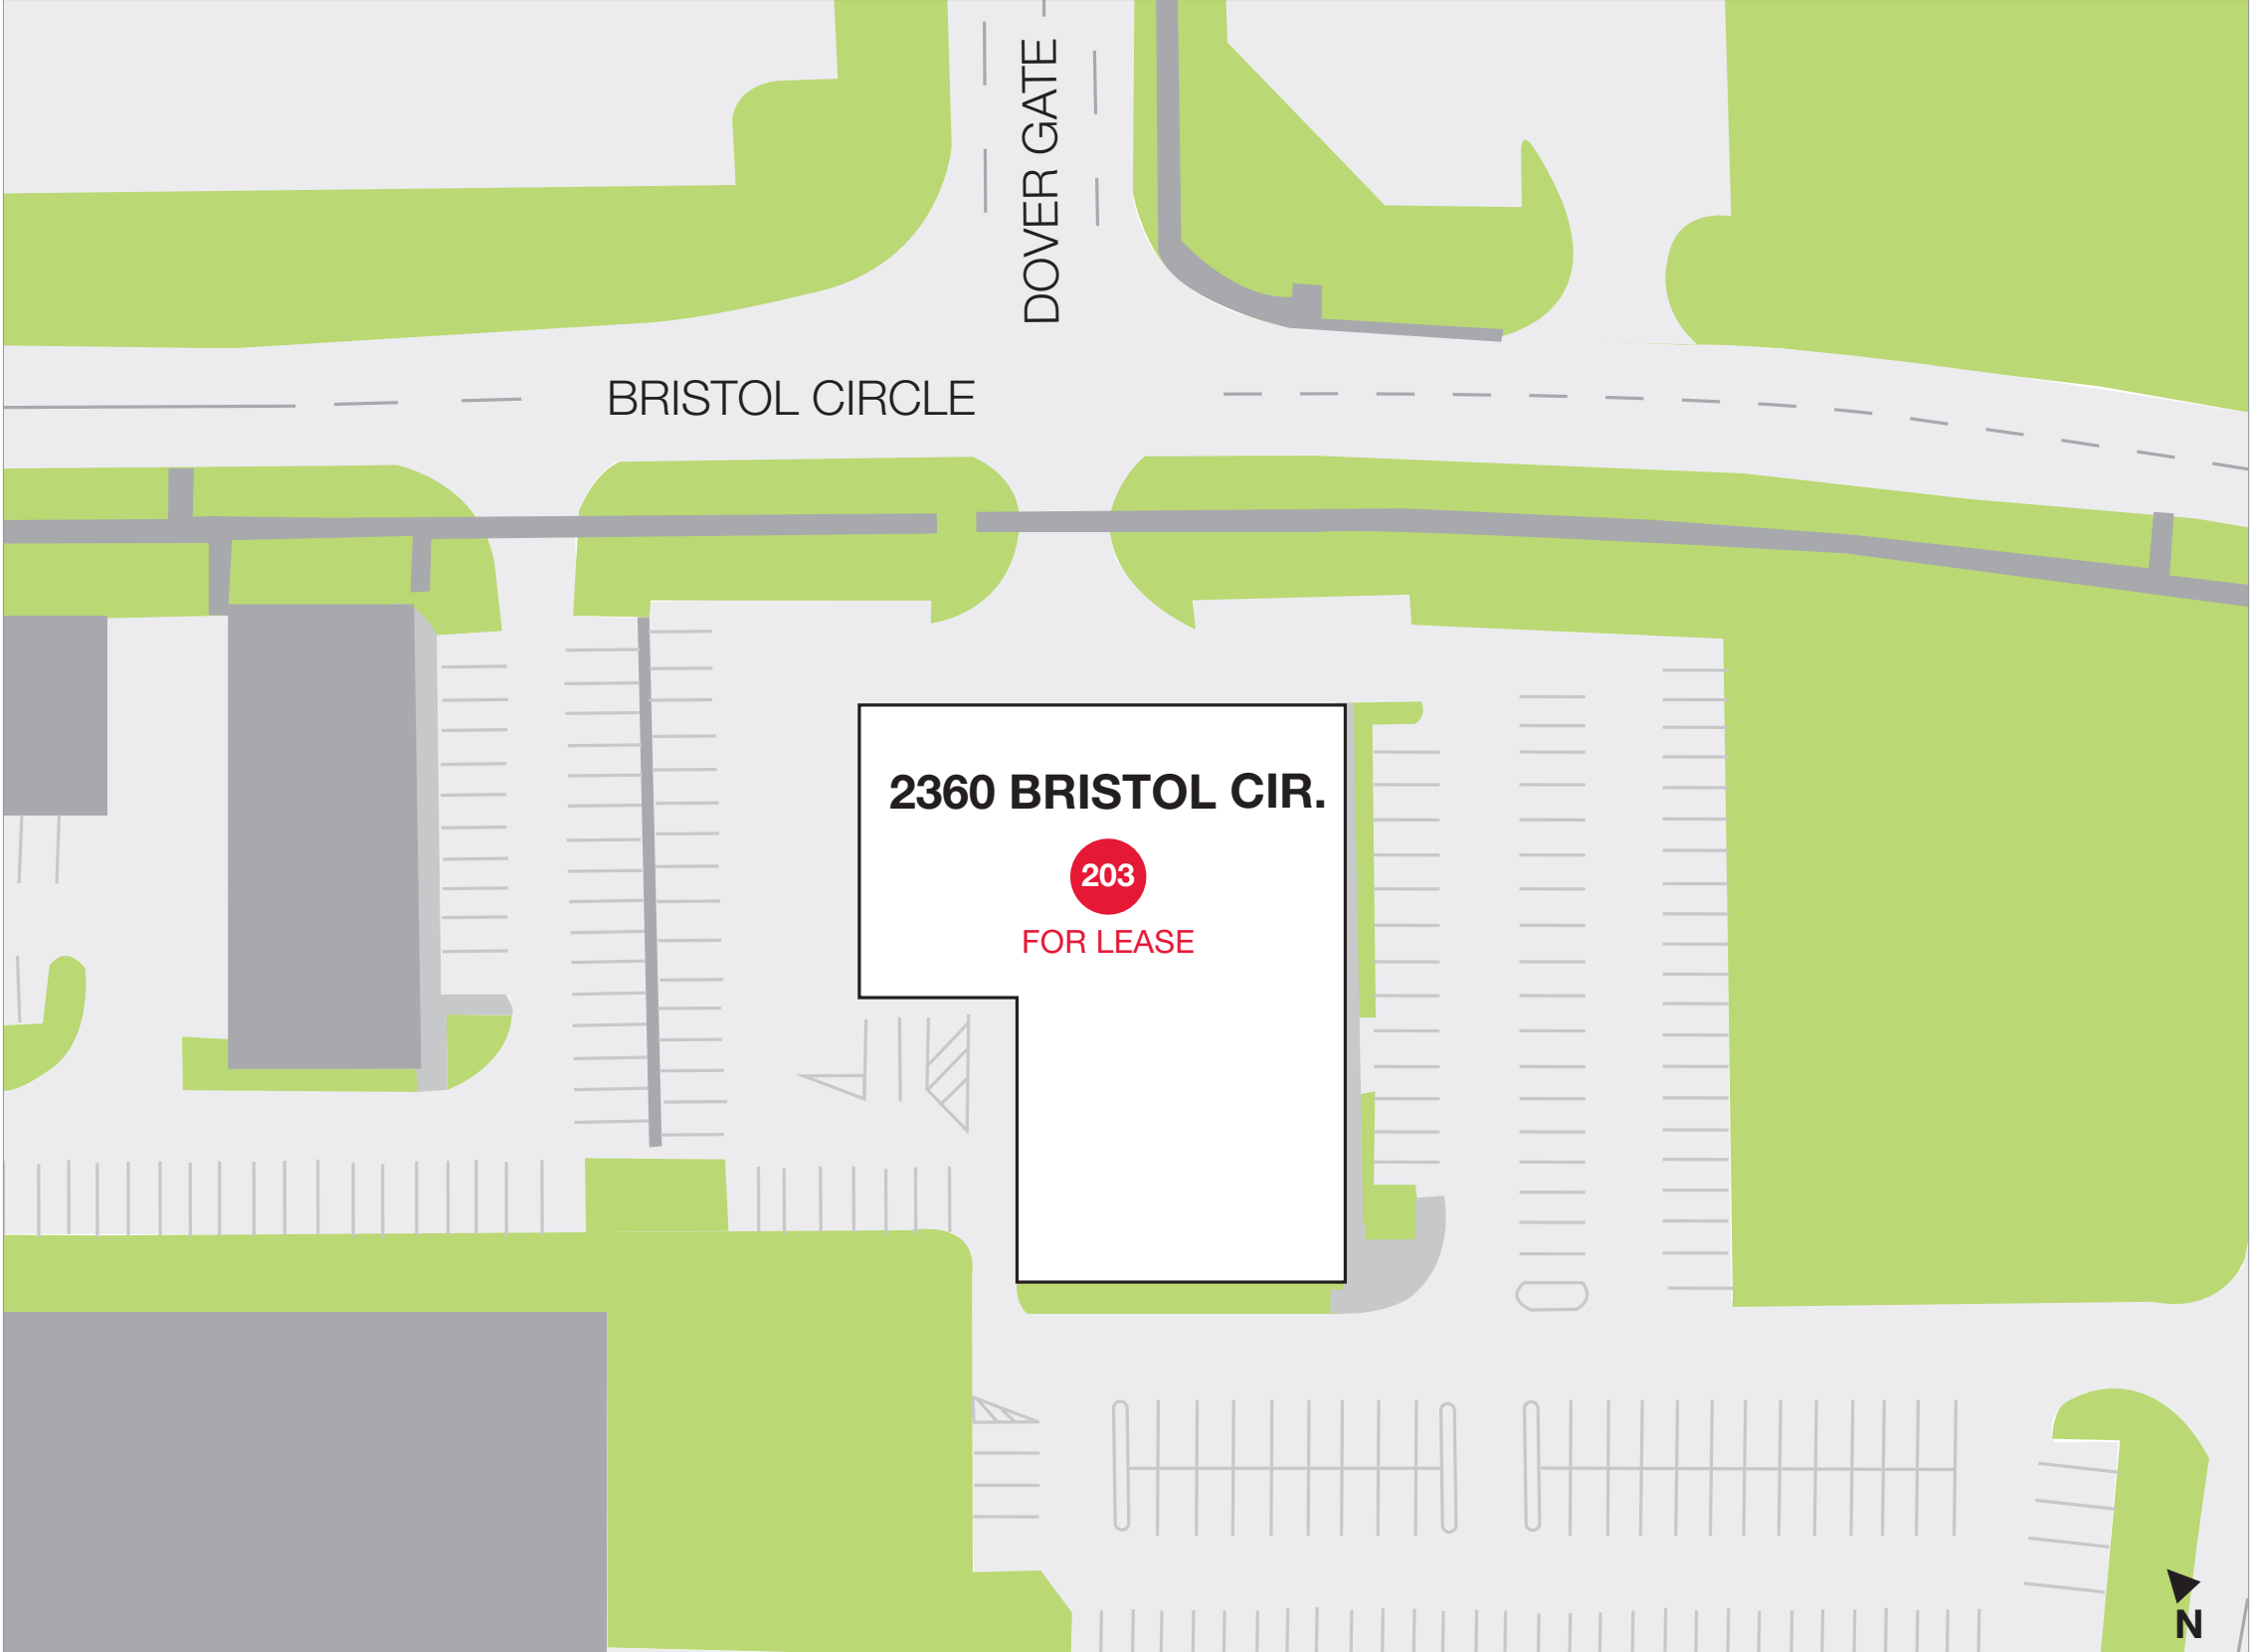 DOVER GATE
BRISTOL CIRCLE
2360 BRISTOL CIR.
203
FOR LEASE
N